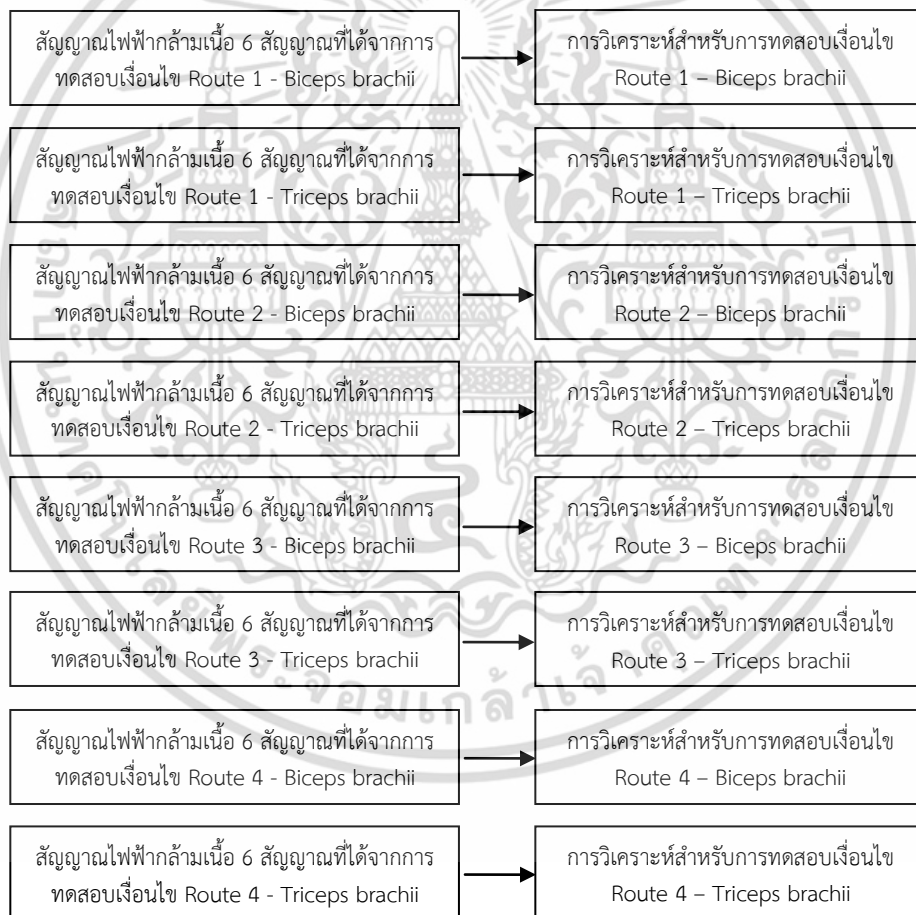 สัญญาณไฟฟ้ากล้ามเนื้อ 6 สัญญาณที่ได้จากการ
ทดสอบเงื่อนไข Route 1 - Biceps brachii
การวิเคราะห์สำหรับการทดสอบเงื่อนไข
Route 1 – Biceps brachii
สัญญาณไฟฟ้ากล้ามเนื้อ 6 สัญญาณที่ได้จากการ
ทดสอบเงื่อนไข Route 1 - Triceps brachii
การวิเคราะห์สำหรับการทดสอบเงื่อนไข
Route 1 – Triceps brachii
สัญญาณไฟฟ้ากล้ามเนื้อ 6 สัญญาณที่ได้จากการ
ทดสอบเงื่อนไข Route 2 - Biceps brachii
การวิเคราะห์สำหรับการทดสอบเงื่อนไข
Route 2 – Biceps brachii
สัญญาณไฟฟ้ากล้ามเนื้อ 6 สัญญาณที่ได้จากการ
ทดสอบเงื่อนไข Route 2 - Triceps brachii
การวิเคราะห์สำหรับการทดสอบเงื่อนไข
Route 2 – Triceps brachii
สัญญาณไฟฟ้ากล้ามเนื้อ 6 สัญญาณที่ได้จากการ
ทดสอบเงื่อนไข Route 3 - Biceps brachii
การวิเคราะห์สำหรับการทดสอบเงื่อนไข
Route 3 – Biceps brachii
สัญญาณไฟฟ้ากล้ามเนื้อ 6 สัญญาณที่ได้จากการ
ทดสอบเงื่อนไข Route 3 - Triceps brachii
การวิเคราะห์สำหรับการทดสอบเงื่อนไข
Route 3 – Triceps brachii
สัญญาณไฟฟ้ากล้ามเนื้อ 6 สัญญาณที่ได้จากการ
ทดสอบเงื่อนไข Route 4 - Biceps brachii
การวิเคราะห์สำหรับการทดสอบเงื่อนไข
Route 4 – Biceps brachii
สัญญาณไฟฟ้ากล้ามเนื้อ 6 สัญญาณที่ได้จากการ
ทดสอบเงื่อนไข Route 4 - Triceps brachii
การวิเคราะห์สำหรับการทดสอบเงื่อนไข
Route 4 – Triceps brachii